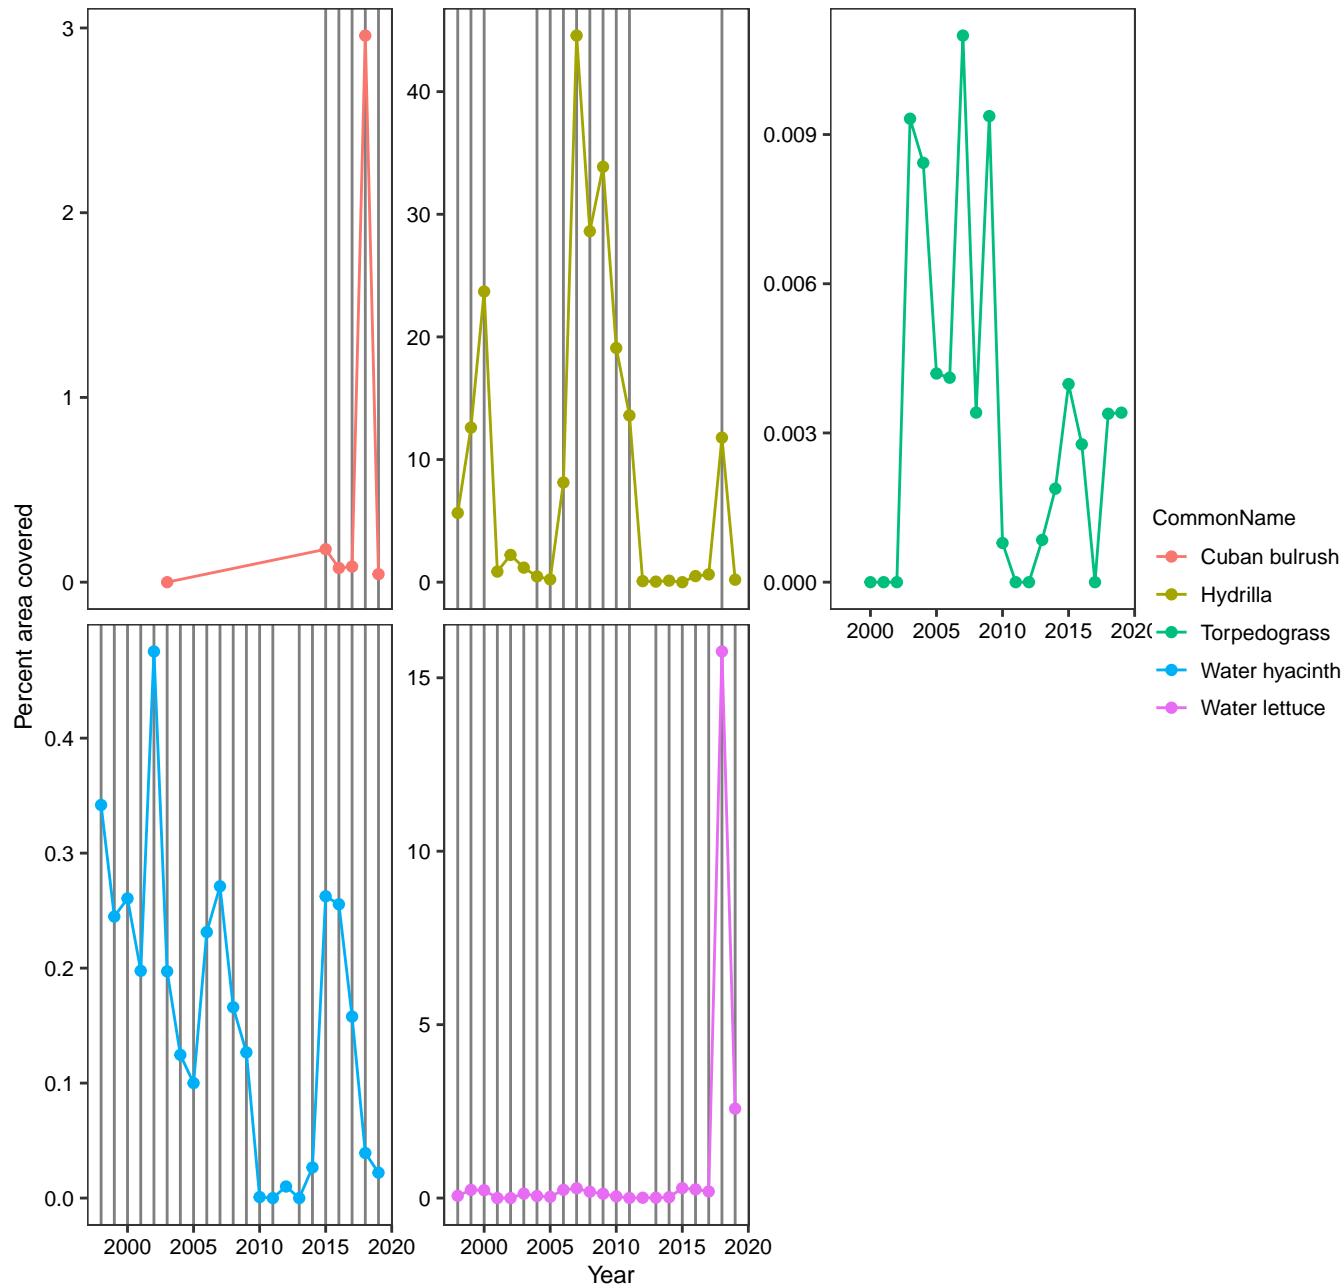 3
2
1
0
40
30
20
10
0
0.009
0.006
0.003
0.000
2000 2005 2010 2015 2020
Percent area covered
0.4
0.3
0.2
0.1
0.0
15
10
5
0
2000 2005 2010 2015 2020
2000 2005 2010 2015 2020
Year
CommonName
Cuban bulrush
Hydrilla
Torpedograss
Water hyacinth
Water lettuce